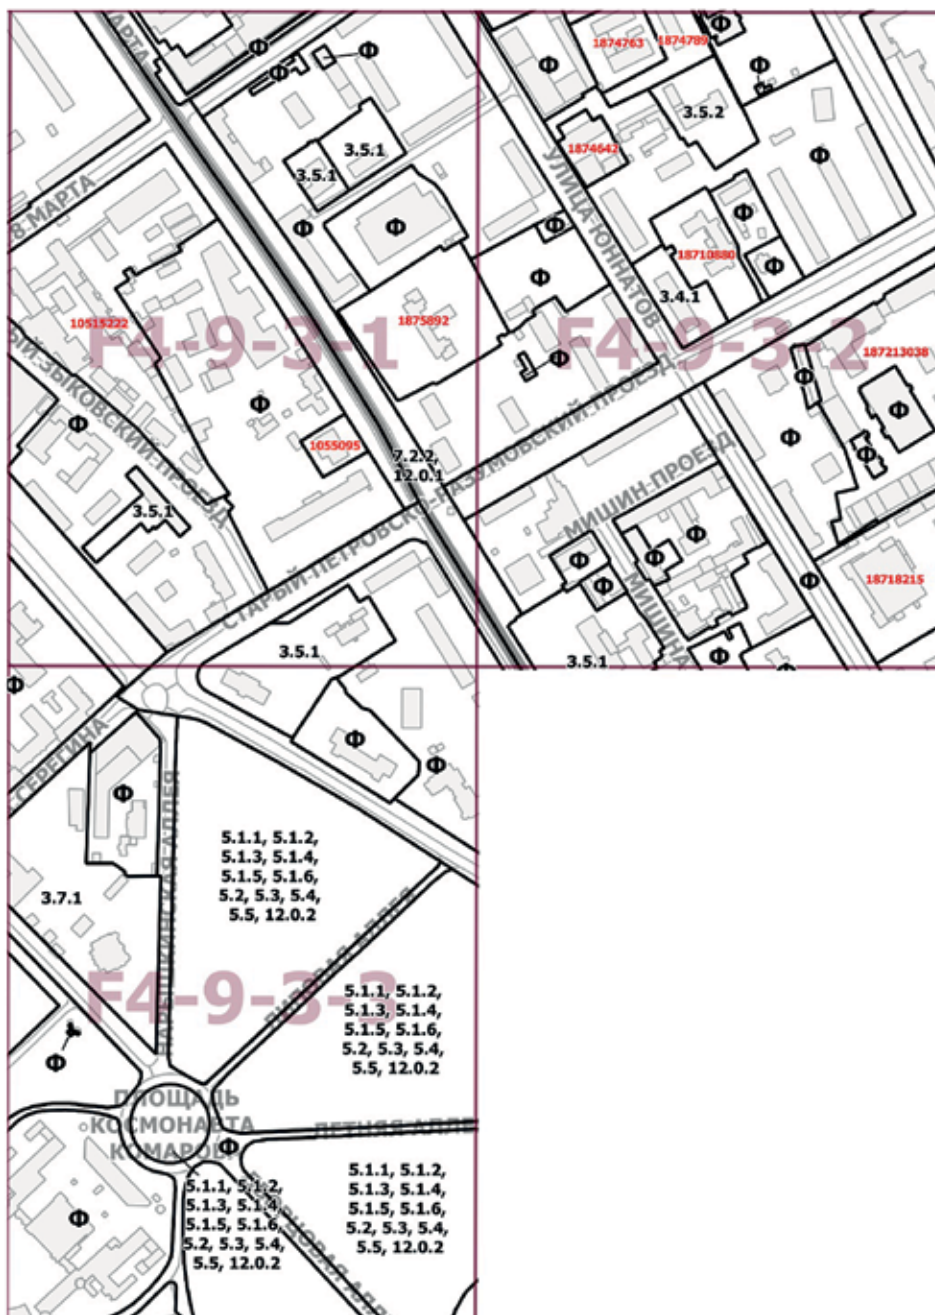 МАРТА
Ф
Ф
Ф
3.5.1
3.5.1
8 МАРТА
Ф
Ф
10515222
1875892
F4-9-3-1
ЫЙ ЗЫКОВСКИЙ ПРОЕЗД
Ф
Ф
1055095
7.2.2,
12.0.1
3.5.1
СТАРЫЙ ПЕТРОВСКО-РАЗУМОВСКИЙ ПРОЕЗД
3.5.1
Ф
1874763
1874789
Ф
Ф
3.5.2
1874642
Ф
УЛИЦА ЮННАТОВ
Ф
Ф
18710880
Ф
Ф
3.4.1
F4-9-3-2
187213038
Ф
Ф
Ф
Ф
Ф
МИШИН ПРОЕЗД
Ф
Ф
Ф
Ф
Ф
18718215
МИШИНА
3.5.1
Ф
Ф
Ф
Ф
СЕРЕГИНА
Ф
НАРЫШКИНСКАЯ АЛЛЕЯ
5.1.1, 5.1.2,
5.1.3, 5.1.4,
5.1.5, 5.1.6,
5.2, 5.3, 5.4,
5.5, 12.0.2
3.7.1
F4-9-3-3
5.1.1, 5.1.2,
5.1.3, 5.1.4,
5.1.5, 5.1.6,
5.2, 5.3, 5.4,
5.5, 12.0.2
Ф
ПЛОЩАДЬ
КОСМОНАВТА
КОМАРОВА
ЛЕТНЯЯ АЛЛЕ
Ф
5.1.1, 5.1.2,
5.1.3, 5.1.4,
5.1.5, 5.1.6,
5.2, 5.3, 5.4,
5.5, 12.0.2
5.1.1, 5.1.2,
5.1.3, 5.1.4,
5.1.5, 5.1.6,
5.2, 5.3, 5.4,
5.5, 12.0.2
Ф